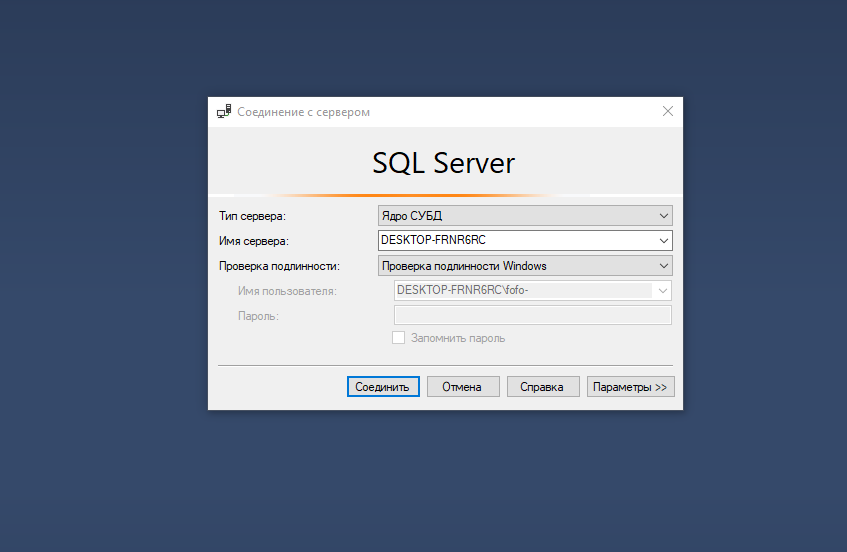 Соединение с сервером
SQL Server
Тип сервера: Ядро СУБД
Имя сервера: DESKTOP-FRNR6RC
Проверка подлинности: Проверка подлинности Windows
Имя пользователя: DESKTOP-FRNR6RC\fofo-
Пароль:
Запомнить пароль
Соединить Отмена Справка Параметры >>